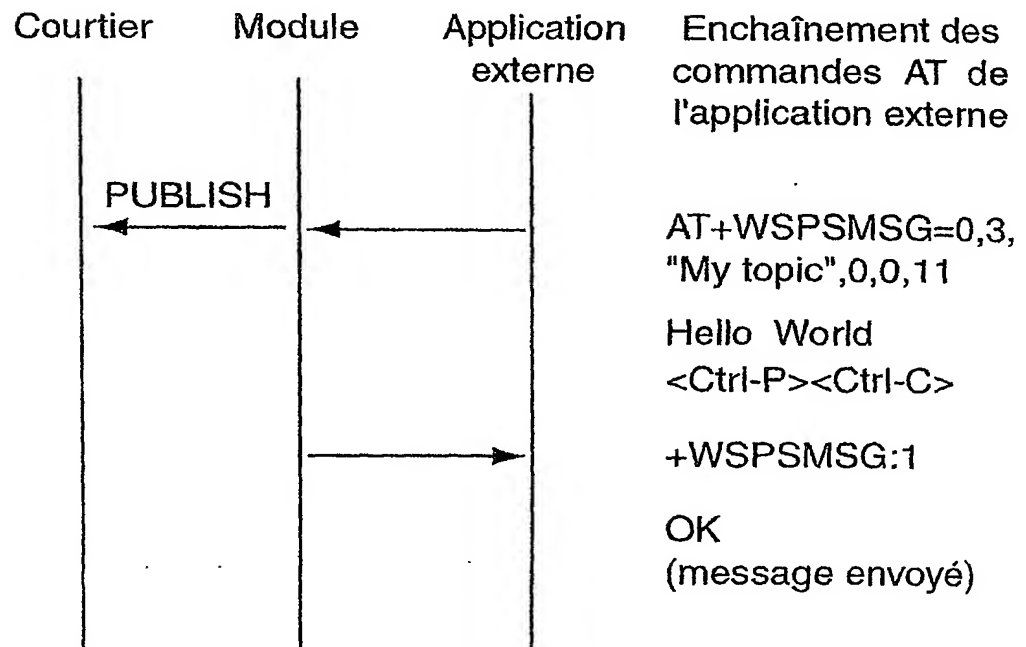 Courtier Module Application externe
Enchaînement des
commandes AT de
l'application externe
PUBLISH
AT+WSPSMSG=0,3,
"My topic",0,0,11
Hello World
<Ctrl-P><Ctrl-C>
+WSPSMSG:1
OK
(message envoyé)